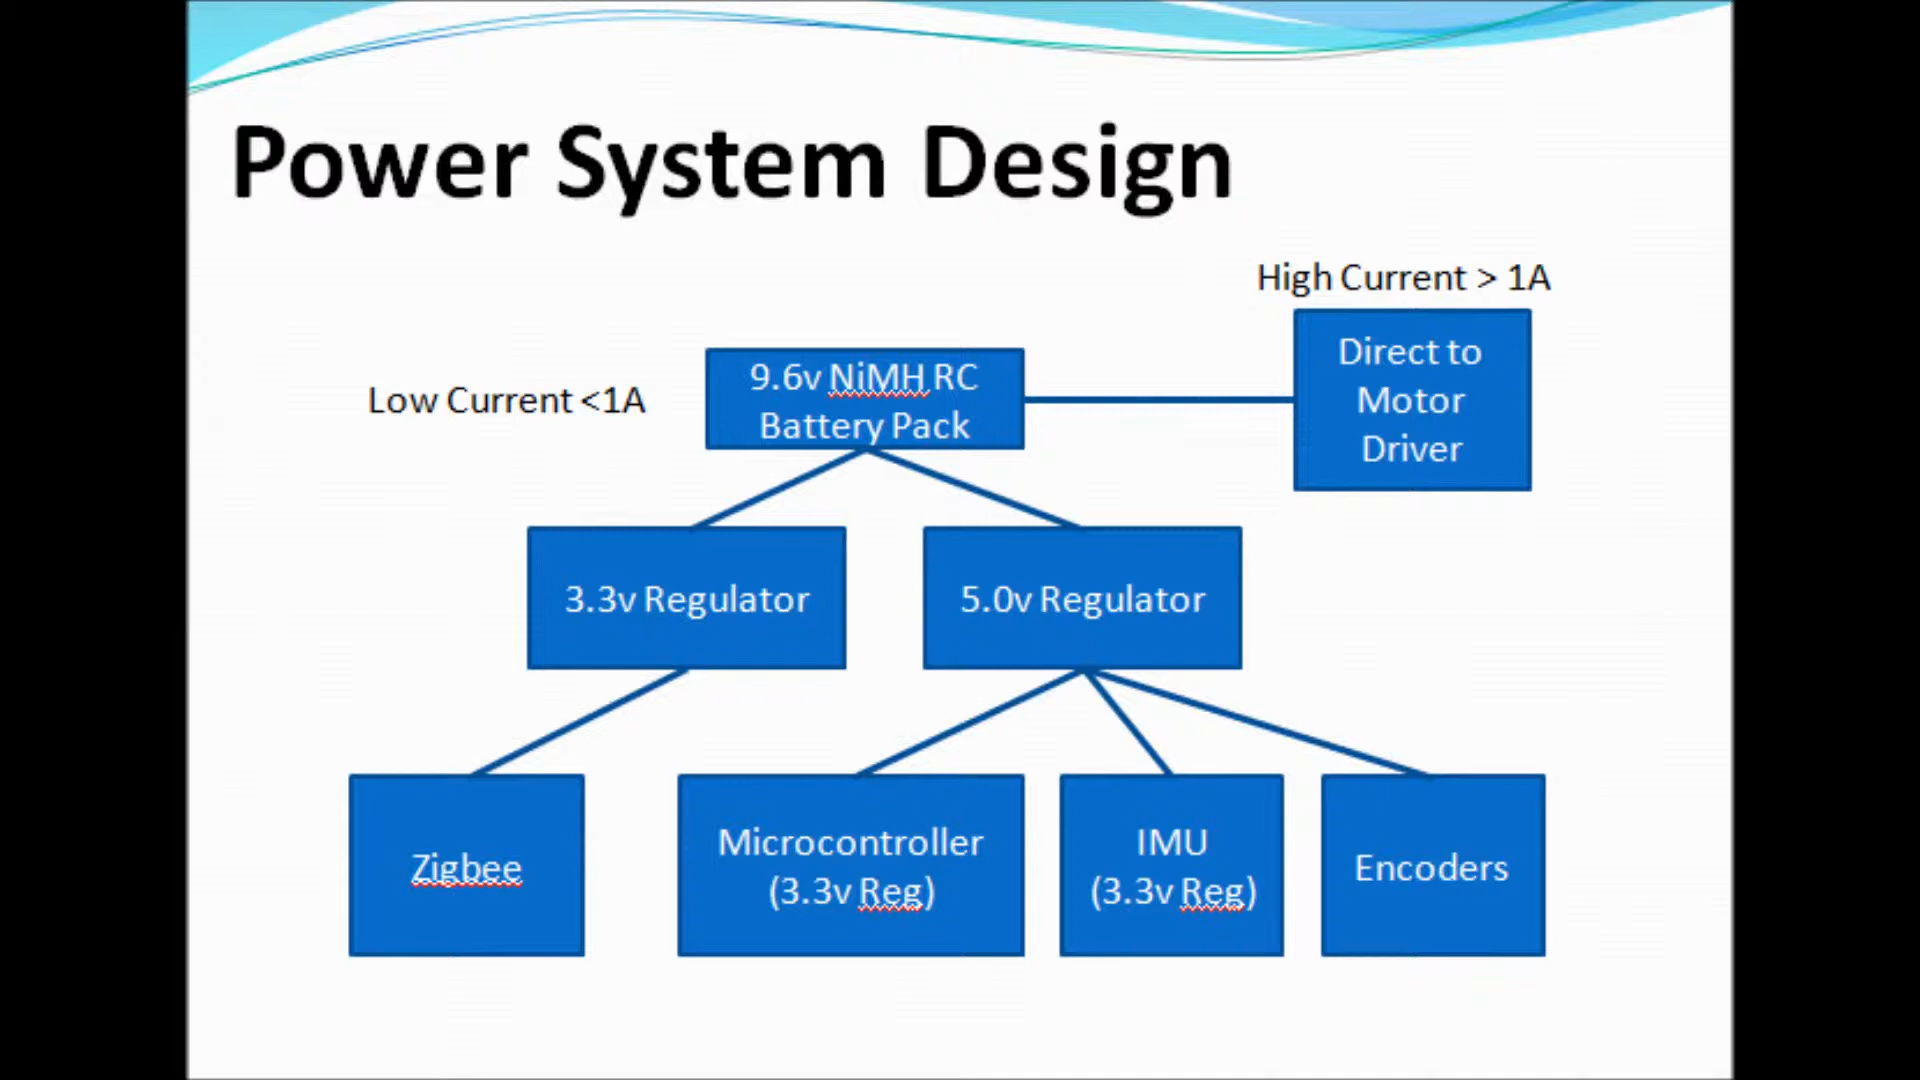 Power System Design
High Current > 1A
Low Current <1A
9.6v NiMH RC
Battery Pack
Direct to
Motor
Driver
3.3v Regulator
5.0v Regulator
Zigbee
Microcontroller
(3.3v Reg)
IMU
(3.3v Reg)
Encoders